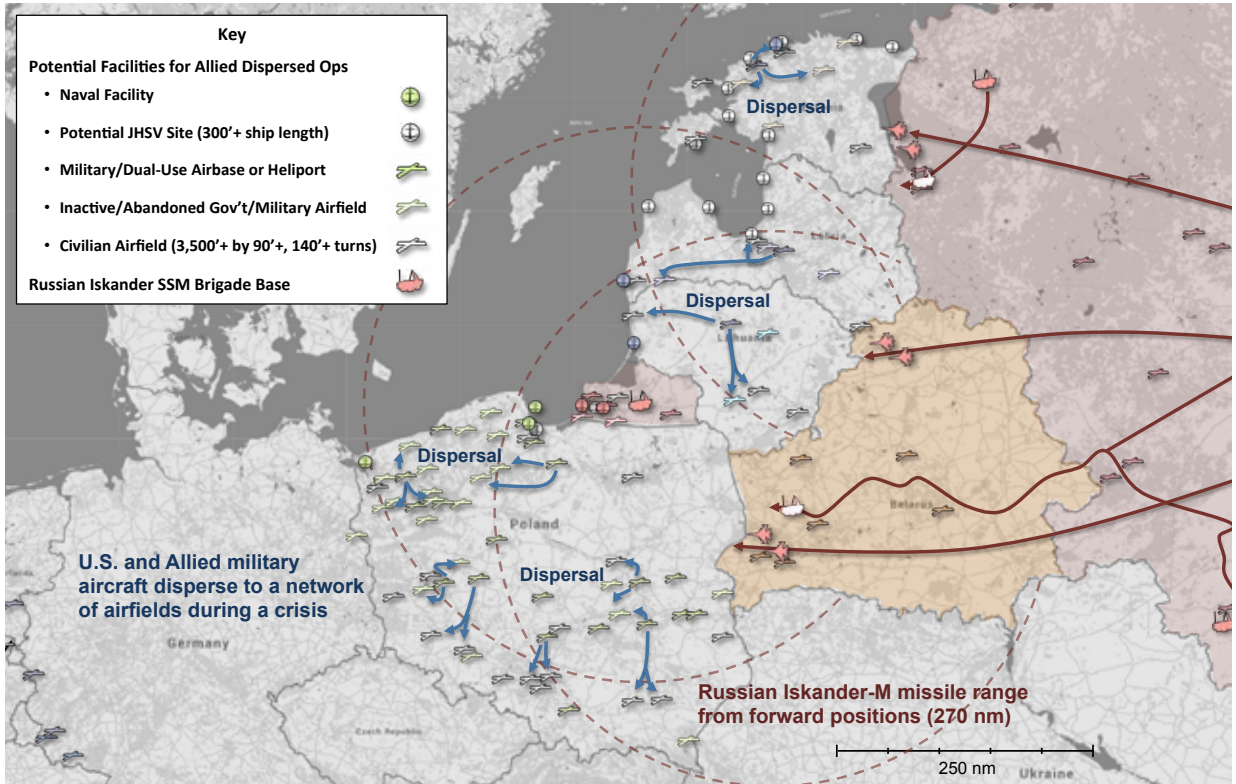 Key
Potential Facilities for Allied Dispersed Ops
• Naval Facility
• Potential JHSV Site (300'+ ship length)
• Military/Dual-Use Airbase or Heliport
• Inactive/Abandoned Gov't/Military Airfield
• Civilian Airfield (3,500'+ by 90'+, 140'+ turns)
Russian Iskander SSM Brigade Base
Dispersal
Latvia
Dispersal
Lithuania
Dispersal
Belarus
Poland
U.S. and Allied military
aircraft disperse to a network
of airfields during a crisis
Dispersal
Germany
Russian Iskander-M missile range
from forward positions (270 nm)
Czech Republic
250 nm
Ukraine